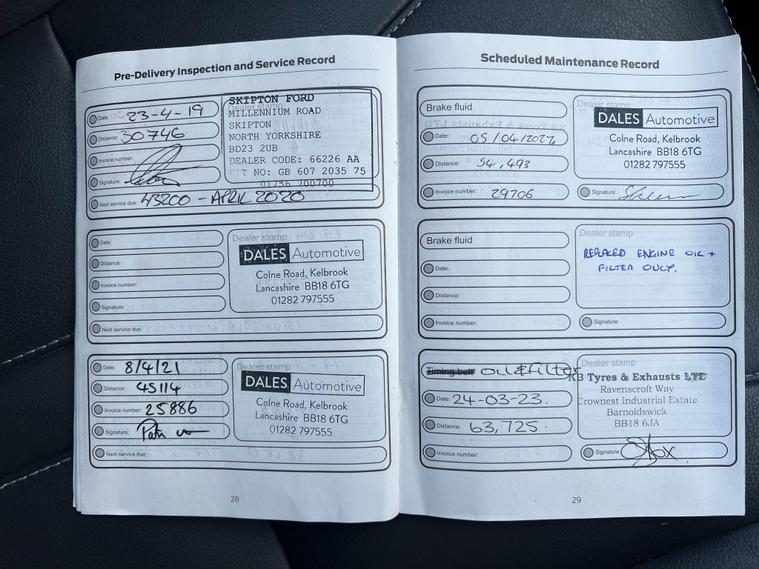 Pre-Delivery Inspection and Service Record
Date: 23-4-19
Distance: 30746
Invoice number:
Signature:
Next service due: 43200 - APRIL 2020
Dealer stamp
SKIPTON FORD
MILLENNIUM ROAD
SKIPTON
NORTH YORKSHIRE
BD23 2UB
DEALER CODE: 66226 AA
T NO: GB 607 2035 75
01756 700700
Date:
Distance:
Invoice number:
Signature:
Next service due:
Dealer stamp
DALES Automotive
Colne Road, Kelbrook
Lancashire BB18 6TG
01282 797555
Date: 8/4/21
Distance: 45114
Invoice number: 25886
Signature:
Next service due:
Dealer stamp
DALES Automotive
Colne Road, Kelbrook
Lancashire BB18 6TG
01282 797555
28
Scheduled Maintenance Record
Brake fluid
Date: 05/04/2022
Distance: 54,493
Invoice number: 29706
Dealer stamp
DALES Automotive
Colne Road, Kelbrook
Lancashire BB18 6TG
01282 797555
Signature:
Brake fluid
Date:
Distance:
Invoice number:
Dealer stamp
REPLACED ENGINE OIL +
FILTER ONLY.
Signature:
Timing belt oil & Filter
Date: 24-03-23.
Distance: 63,725.
Invoice number:
Dealer stamp
KB Tyres & Exhausts LTD
Ravenscroft Way
Crownest Industrial Estate
Barnoldswick
BB18 6JA
Signature:
29